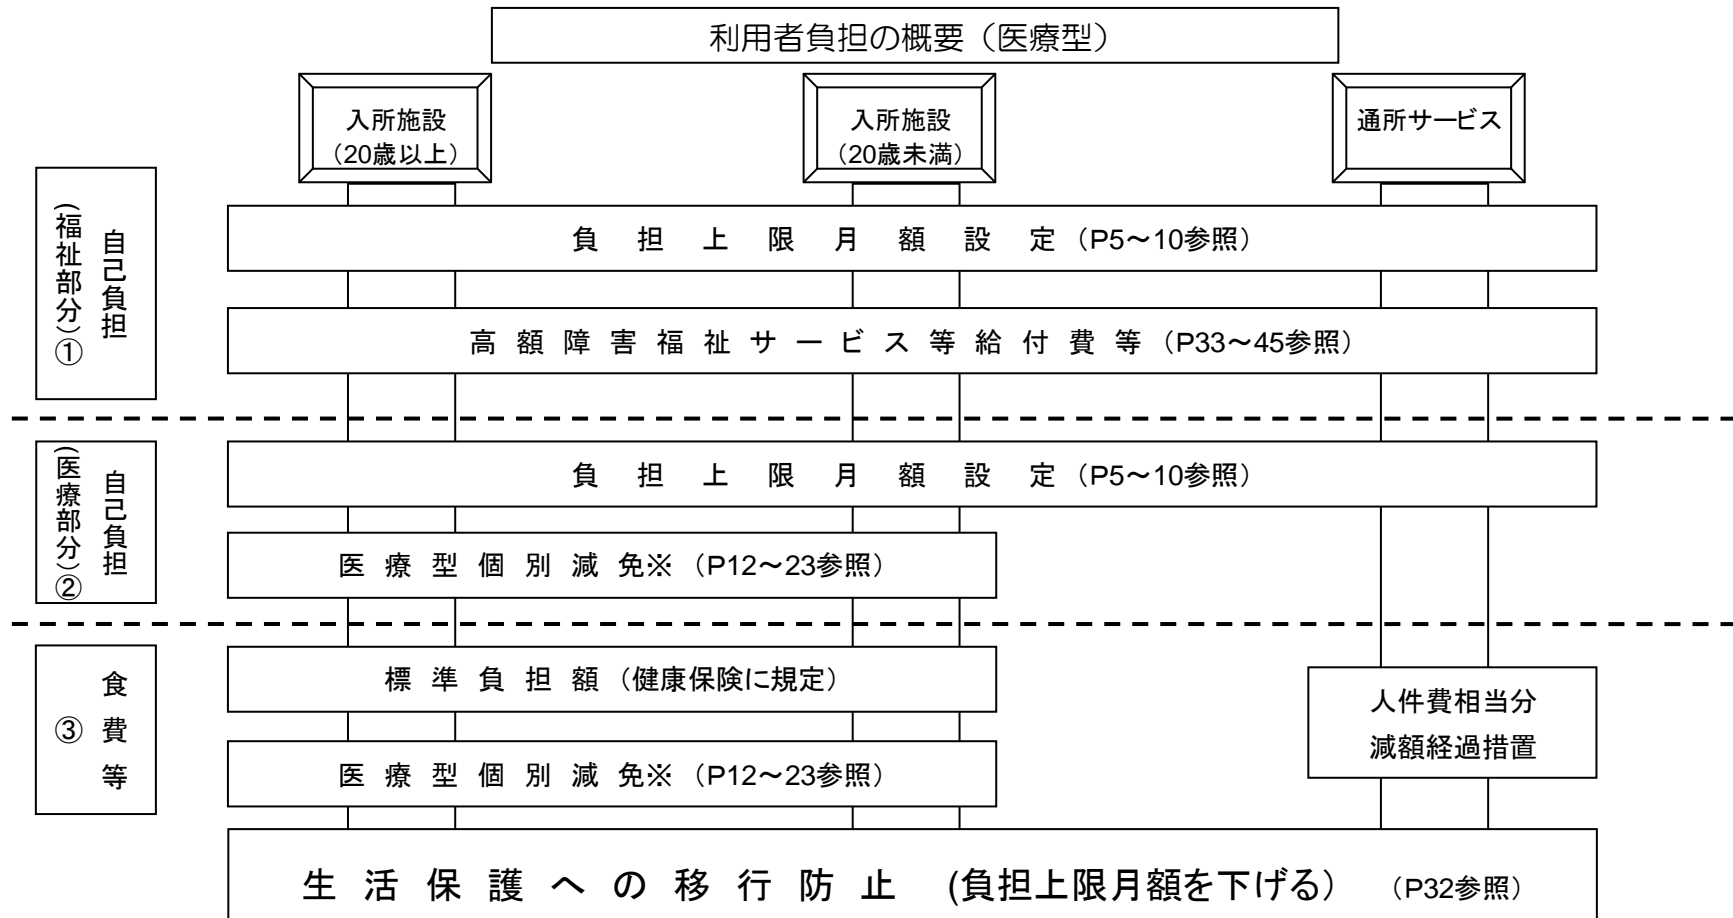 利用者負担の概要（医療型）
入所施設
（20歳以上）
入所施設
（20歳未満）
通所サービス
自己負担
（福祉部分）①
負担上限月額設定（P5～10参照）
高額障害福祉サービス等給付費等（P33～45参照）
自己負担
（医療部分）②
負担上限月額設定（P5～10参照）
医療型個別減免※（P12～23参照）
食費等
③
標準負担額（健康保険に規定）
人件費相当分
減額経過措置
医療型個別減免※（P12～23参照）
生活保護への移行防止 (負担上限月額を下げる）（P32参照）